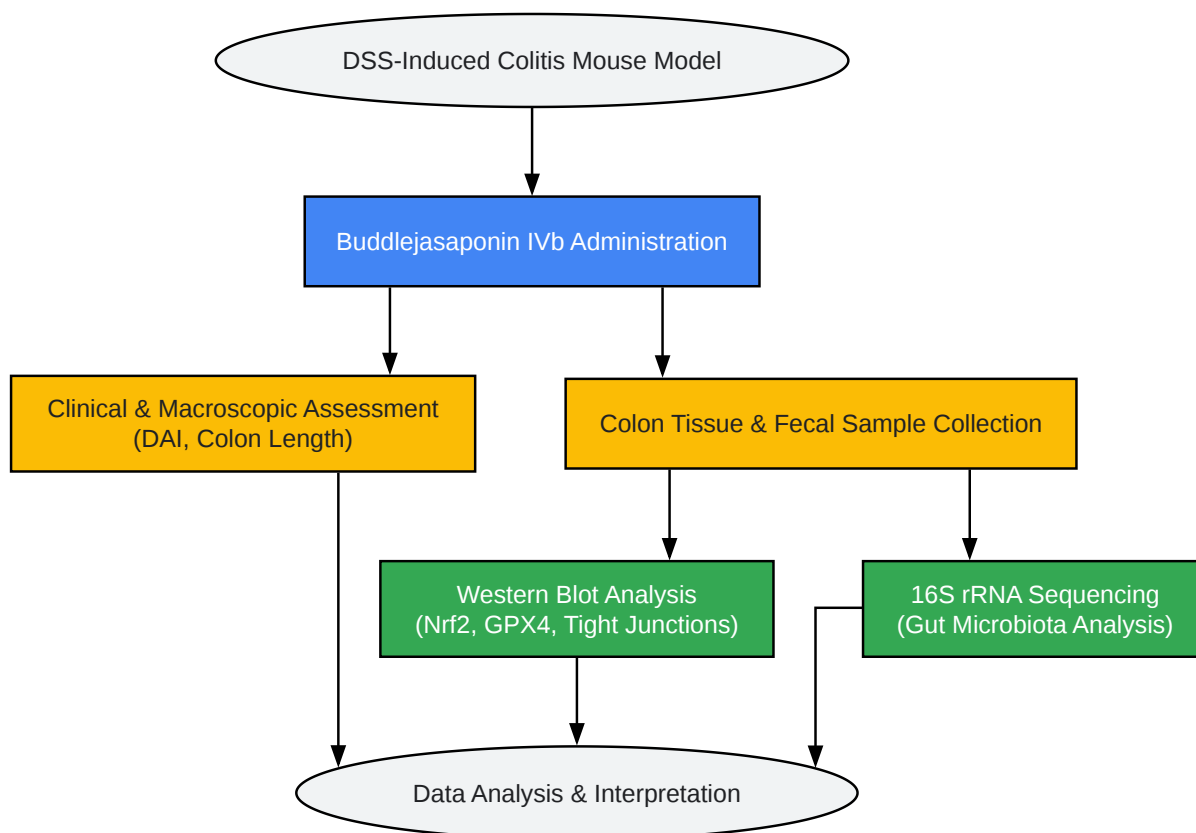 DSS-Induced Colitis Mouse Model
Buddlejasaponin IVb Administration
Clinical & Macroscopic Assessment
(DAI, Colon Length)
Colon Tissue & Fecal Sample Collection
Western Blot Analysis
(Nrf2, GPX4, Tight Junctions)
16S rRNA Sequencing
(Gut Microbiota Analysis)
Data Analysis & Interpretation